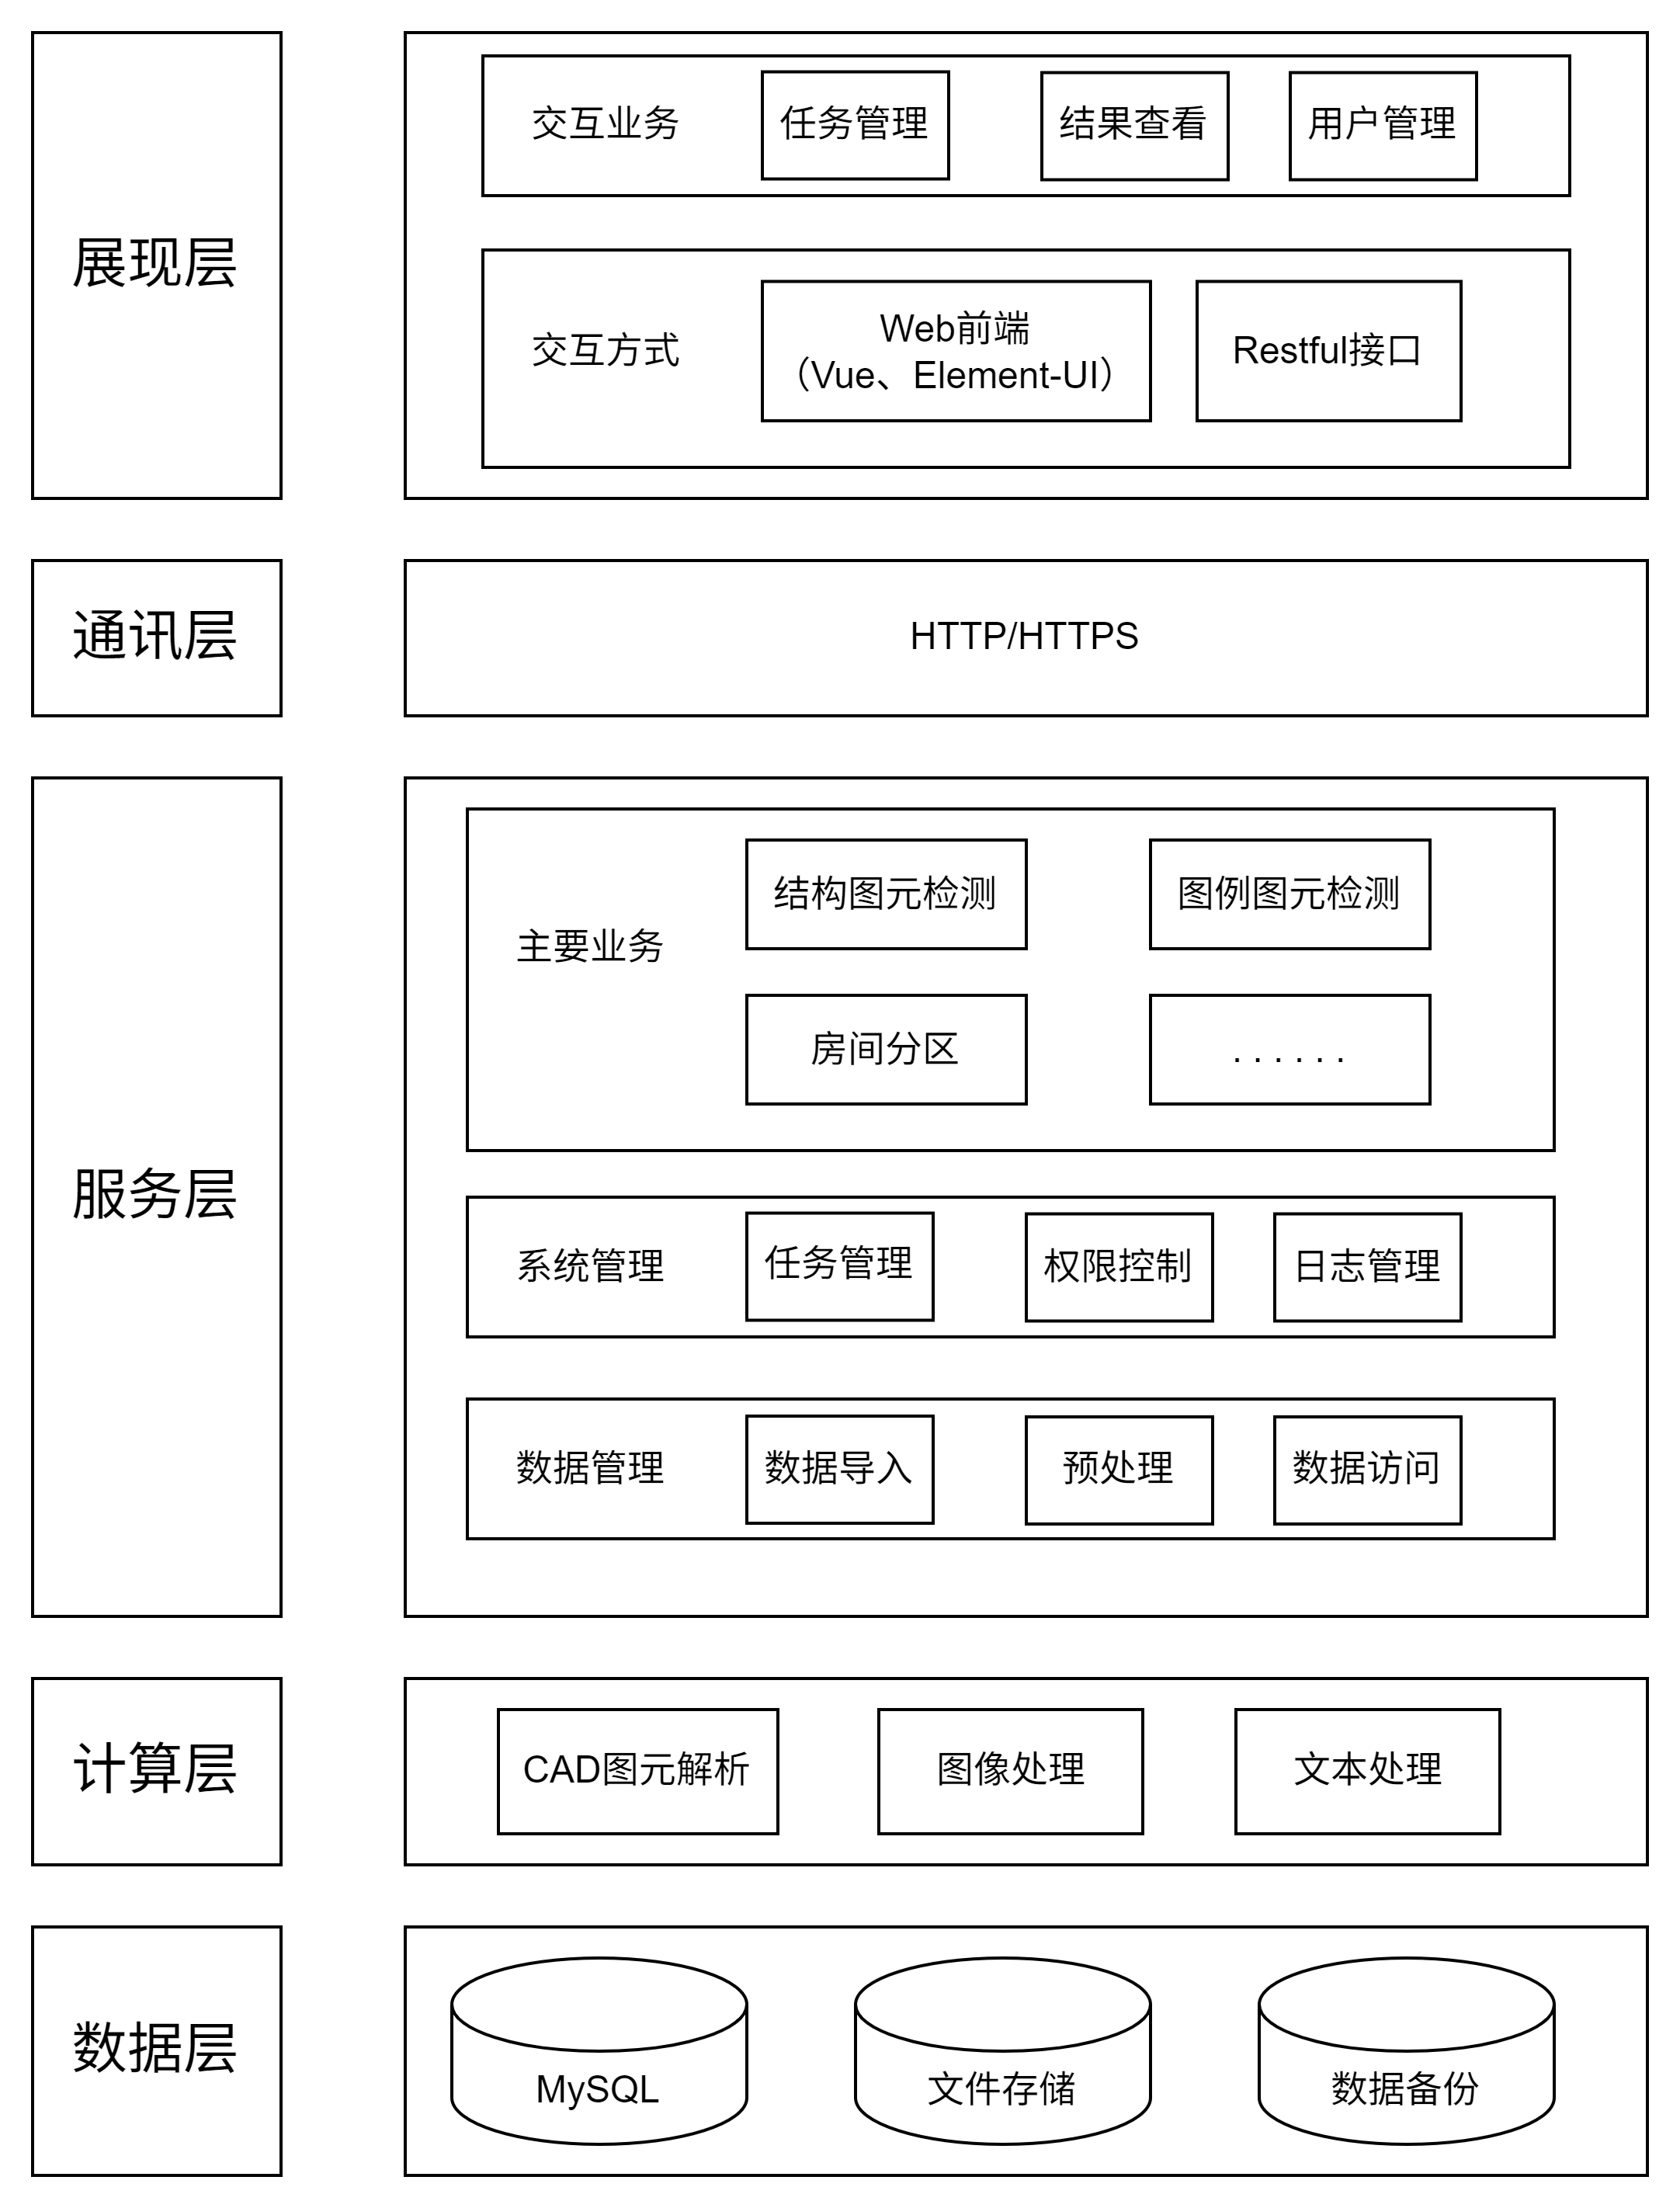 展现层
交互业务
任务管理
结果查看
用户管理
交互方式
Web前端
（Vue、Element-UI）
Restful接口
通讯层
HTTP/HTTPS
服务层
主要业务
结构图元检测
图例图元检测
房间分区
. . . . . .
系统管理
任务管理
权限控制
日志管理
数据管理
数据导入
预处理
数据访问
计算层
CAD图元解析
图像处理
文本处理
数据层
MySQL
文件存储
数据备份